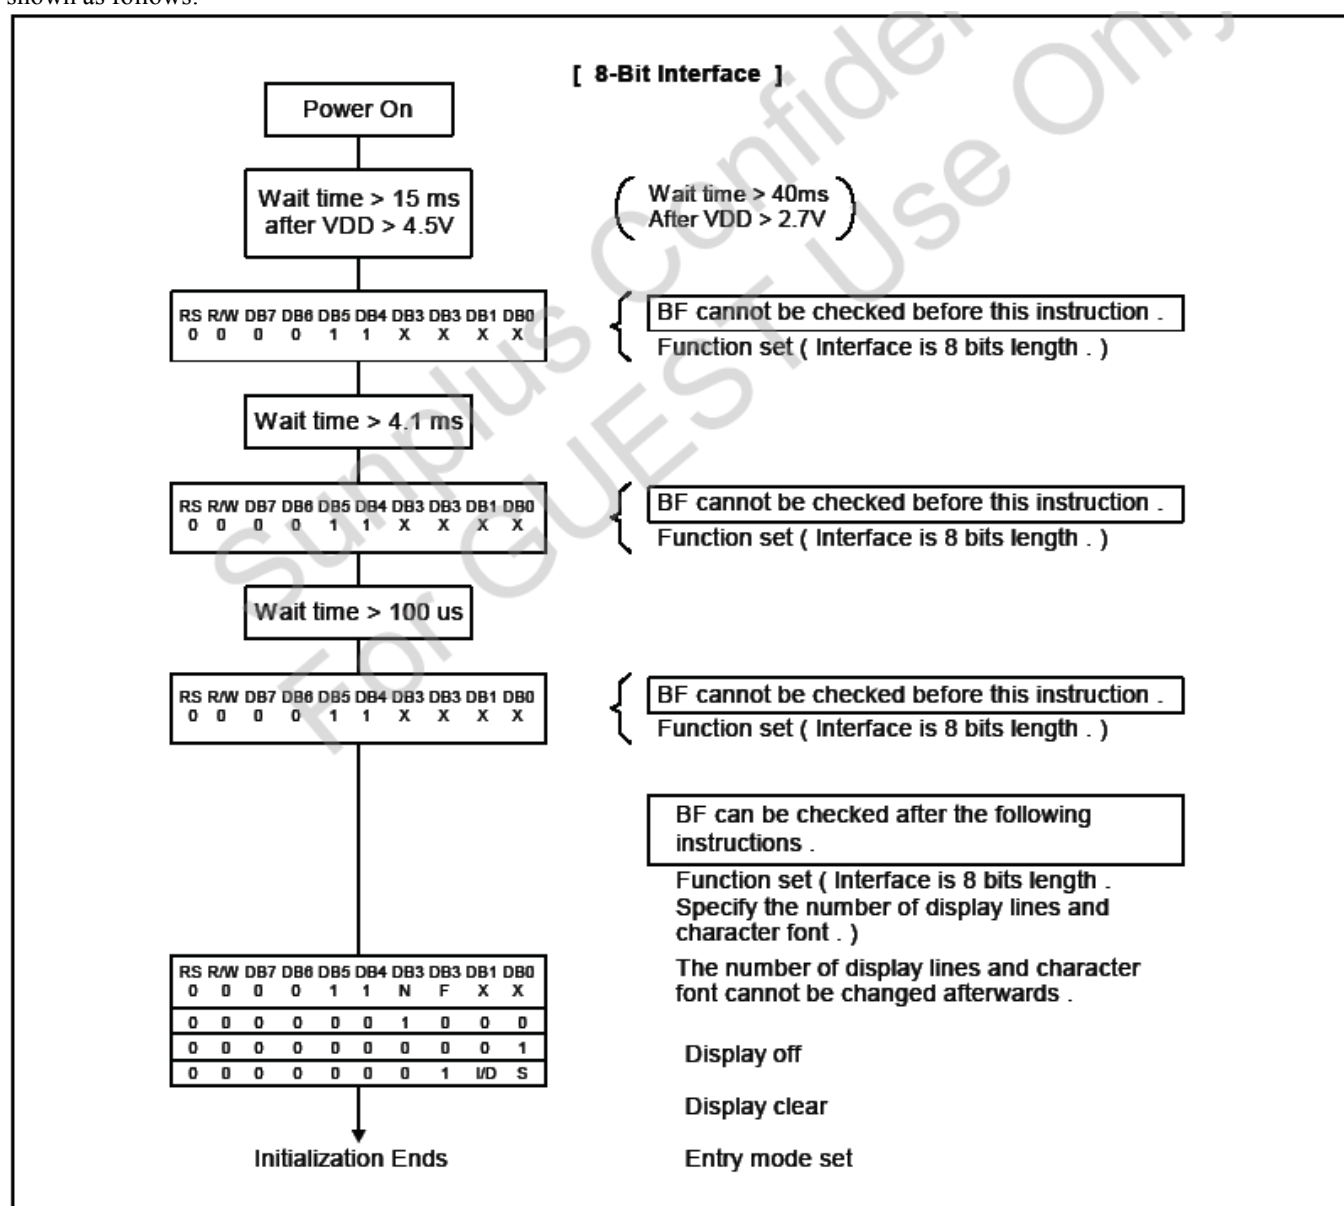 shown as follows:
[ 8-Bit Interface ]
Power On
Wait time > 15 ms
after VDD > 4.5V
Wait time > 40ms
After VDD > 2.7V
RS R/W DB7 DB6 DB5 DB4 DB3 DB3 DB1 DB0
0 0 0 0 1 1 X X X X
BF cannot be checked before this instruction .
Function set ( Interface is 8 bits length . )
Wait time > 4.1 ms
RS R/W DB7 DB6 DB5 DB4 DB3 DB3 DB1 DB0
0 0 0 0 1 1 X X X X
BF cannot be checked before this instruction .
Function set ( Interface is 8 bits length . )
Wait time > 100 us
RS R/W DB7 DB6 DB5 DB4 DB3 DB3 DB1 DB0
0 0 0 0 1 1 X X X X
BF cannot be checked before this instruction .
Function set ( Interface is 8 bits length . )
BF can be checked after the following
instructions .
Function set ( Interface is 8 bits length .
Specify the number of display lines and
character font . )
The number of display lines and character
font cannot be changed afterwards .
RS R/W DB7 DB6 DB5 DB4 DB3 DB3 DB1 DB0
0 0 0 0 1 1 N F X X
0 0 0 0 0 0 1 0 0 0
0 0 0 0 0 0 0 0 0 1
0 0 0 0 0 0 0 1 I/D S
Display off
Display clear
Entry mode set
Initialization Ends
Sunplus Confiden
For GUEST Use Only